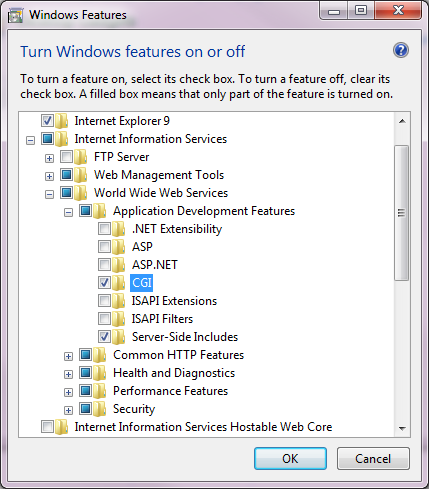 Windows Features
Turn Windows features on or off
To turn a feature on, select its check box. To turn a feature off, clear its
check box. A filled box means that only part of the feature is turned on.
Internet Explorer 9
Internet Information Services
FTP Server
Web Management Tools
World Wide Web Services
Application Development Features
.NET Extensibility
ASP
ASP.NET
CGI
ISAPI Extensions
ISAPI Filters
Server-Side Includes
Common HTTP Features
Health and Diagnostics
Performance Features
Security
Internet Information Services Hostable Web Core
OK
Cancel